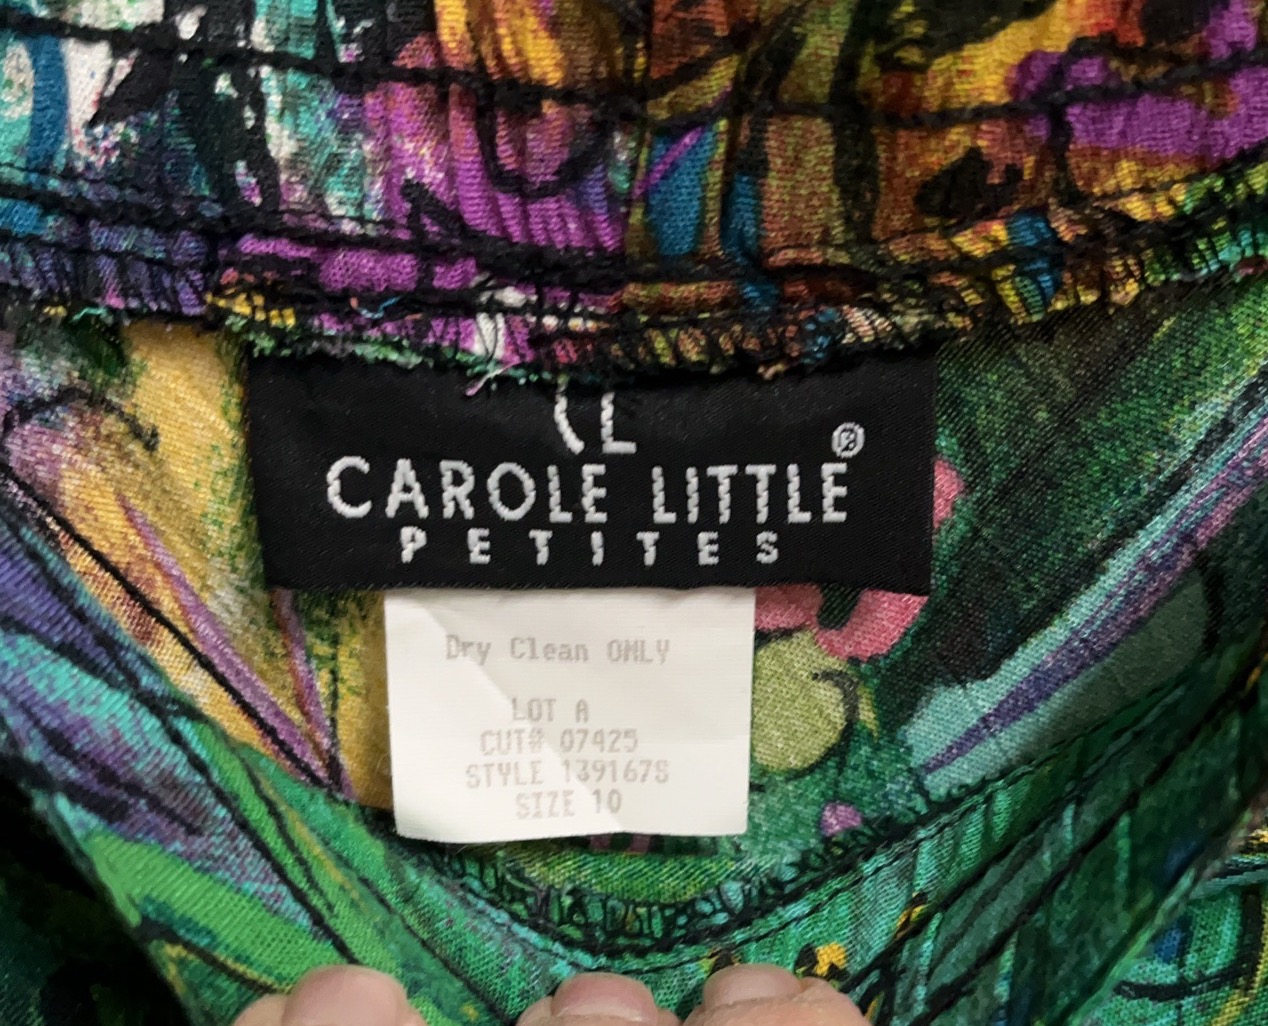 CL
CAROLE LITTLE®
PETITES
Dry Clean ONLY
LOT A
CUT# 07425
STYLE 139167S
SIZE 10